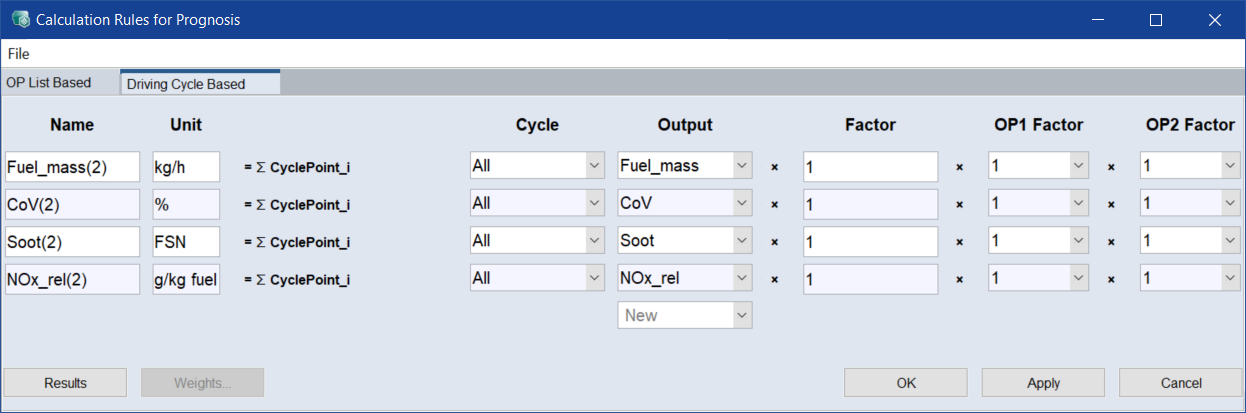 Calculation Rules for Prognosis
File
OP List Based Driving Cycle Based
Name Unit Cycle Output Factor OP1 Factor OP2 Factor
Fuel_mass(2) kg/h = Σ CyclePoint_i All Fuel_mass × 1 × 1 × 1
CoV(2) % = Σ CyclePoint_i All CoV × 1 × 1 × 1
Soot(2) FSN = Σ CyclePoint_i All Soot × 1 × 1 × 1
NOx_rel(2) g/kg fuel = Σ CyclePoint_i All NOx_rel × 1 × 1 × 1
New
Results Weights... OK Apply Cancel